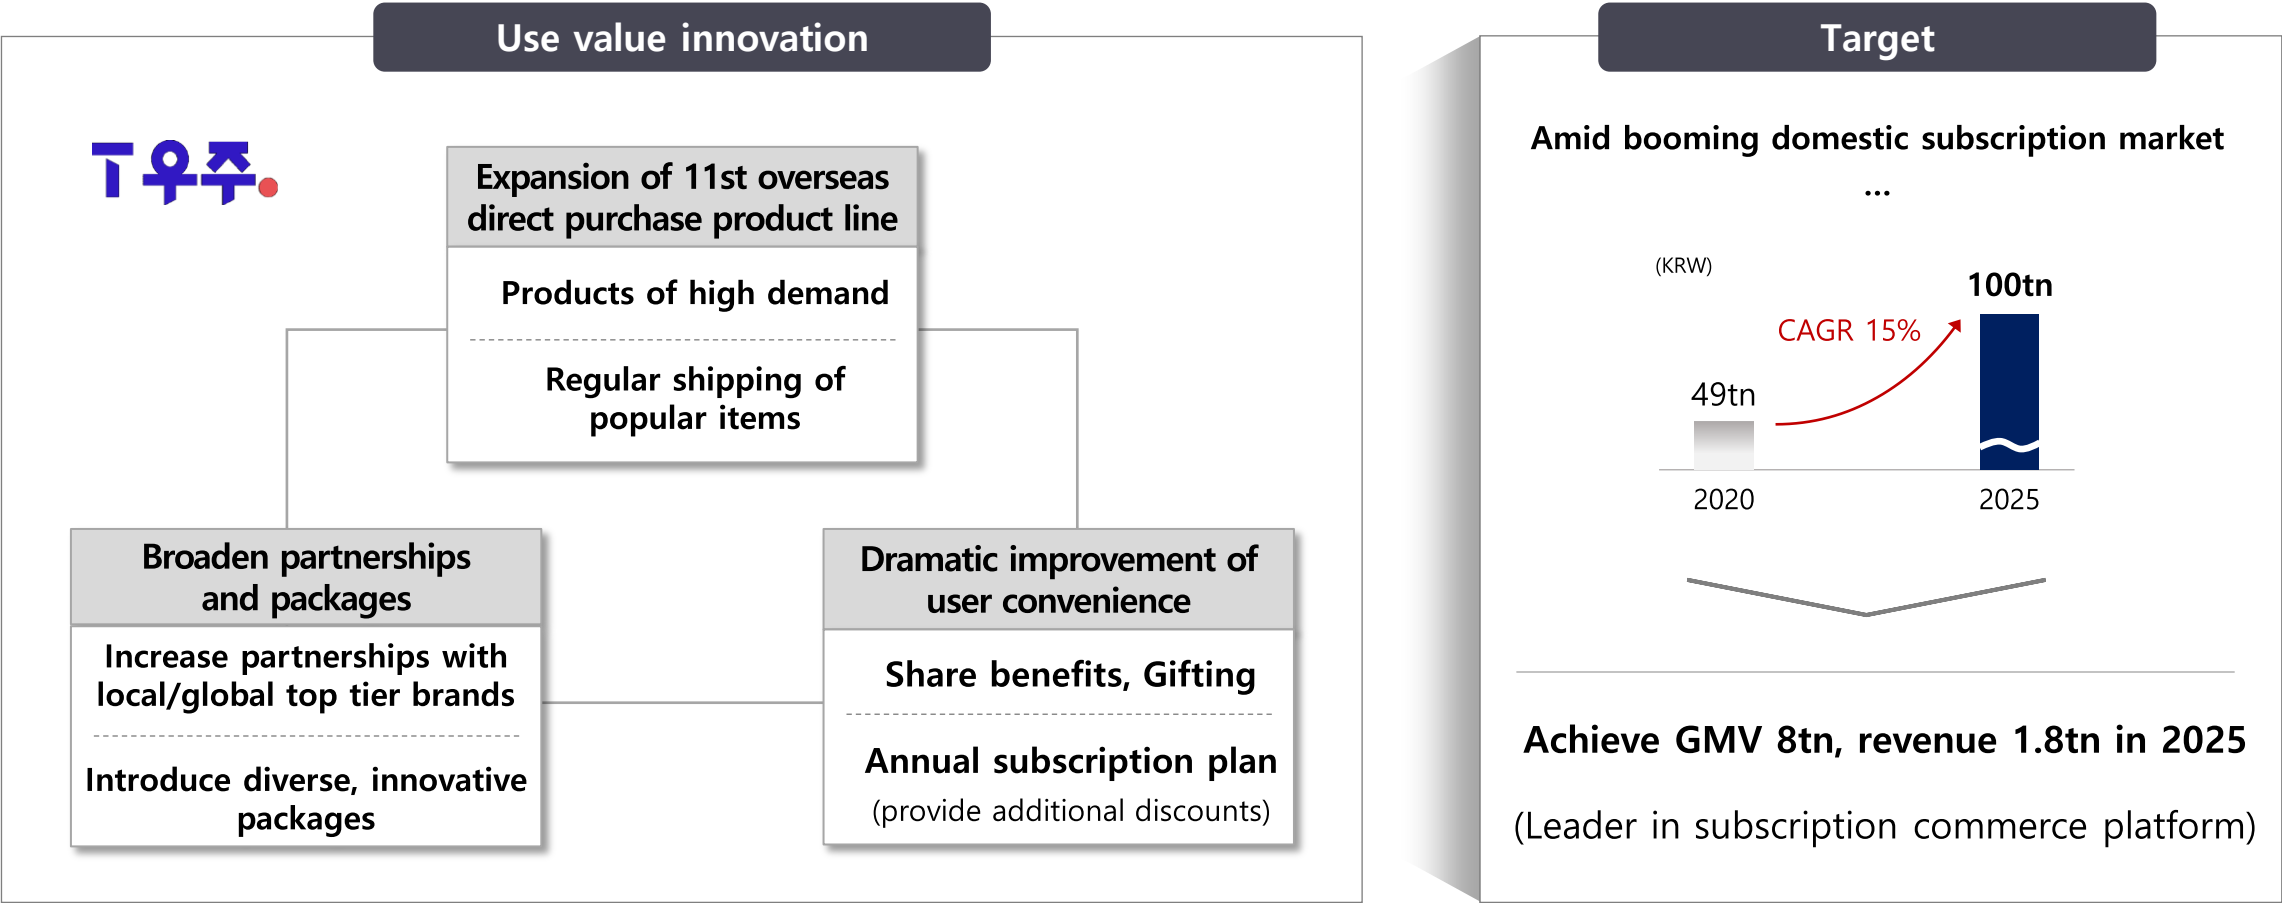 Use value innovation
T우주.
Expansion of 11st overseas
direct purchase product line
Products of high demand
Regular shipping of
popular items
Broaden partnerships
and packages
Increase partnerships with
local/global top tier brands
Introduce diverse, innovative
packages
Dramatic improvement of
user convenience
Share benefits, Gifting
Annual subscription plan
(provide additional discounts)
Target
Amid booming domestic subscription market
...
(KRW)
100tn
CAGR 15%
49tn
2020
2025
Achieve GMV 8tn, revenue 1.8tn in 2025
(Leader in subscription commerce platform)